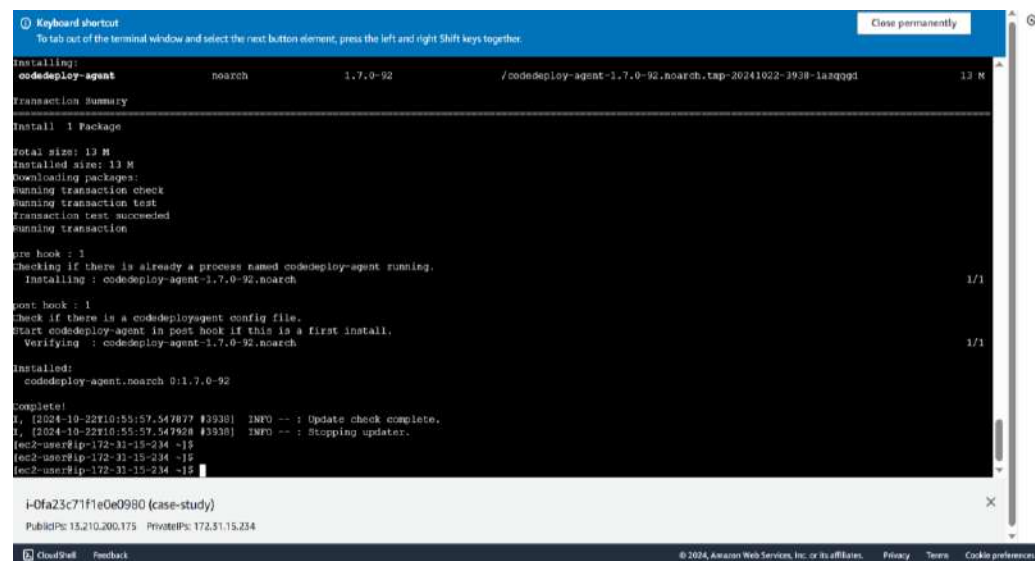 Keyboard shortcut
Close permanently
To tab out of the terminal window and select the next button element, press the left and right Shift keys together.
Installing:
codedeploy-agent noarch 1.7.0-92 /codedeploy-agent-1.7.0-92.noarch.tmp-20241022-3938-1azqqgd 13 M
Transaction Summary
Install 1 Package
Total size: 13 M
Installed size: 13 M
Downloading packages:
Running transaction check
Running transaction test
Transaction test succeeded
Running transaction
pre hook : 1
Checking if there is already a process named codedeploy-agent running.
Installing : codedeploy-agent-1.7.0-92.noarch 1/1
post hook : 1
Check if there is a codedeployagent config file.
Start codedeploy-agent in post hook if this is a first install.
Verifying : codedeploy-agent-1.7.0-92.noarch 1/1
Installed:
codedeploy-agent.noarch 0:1.7.0-92
Complete!
I, [2024-10-22T10:55:57.547877 #3938] INFO -- : Update check complete.
I, [2024-10-22T10:55:57.547928 #3938] INFO -- : Stopping updater.
[ec2-user@ip-172-31-15-234 ~]$
[ec2-user@ip-172-31-15-234 ~]$
[ec2-user@ip-172-31-15-234 ~]$
i-0fa23c71f1e0e0980 (case-study)
PublicIPs: 13.210.200.175 PrivateIPs: 172.31.15.234
CloudShell Feedback © 2024, Amazon Web Services, Inc. or its affiliates. Privacy Terms Cookie preferences